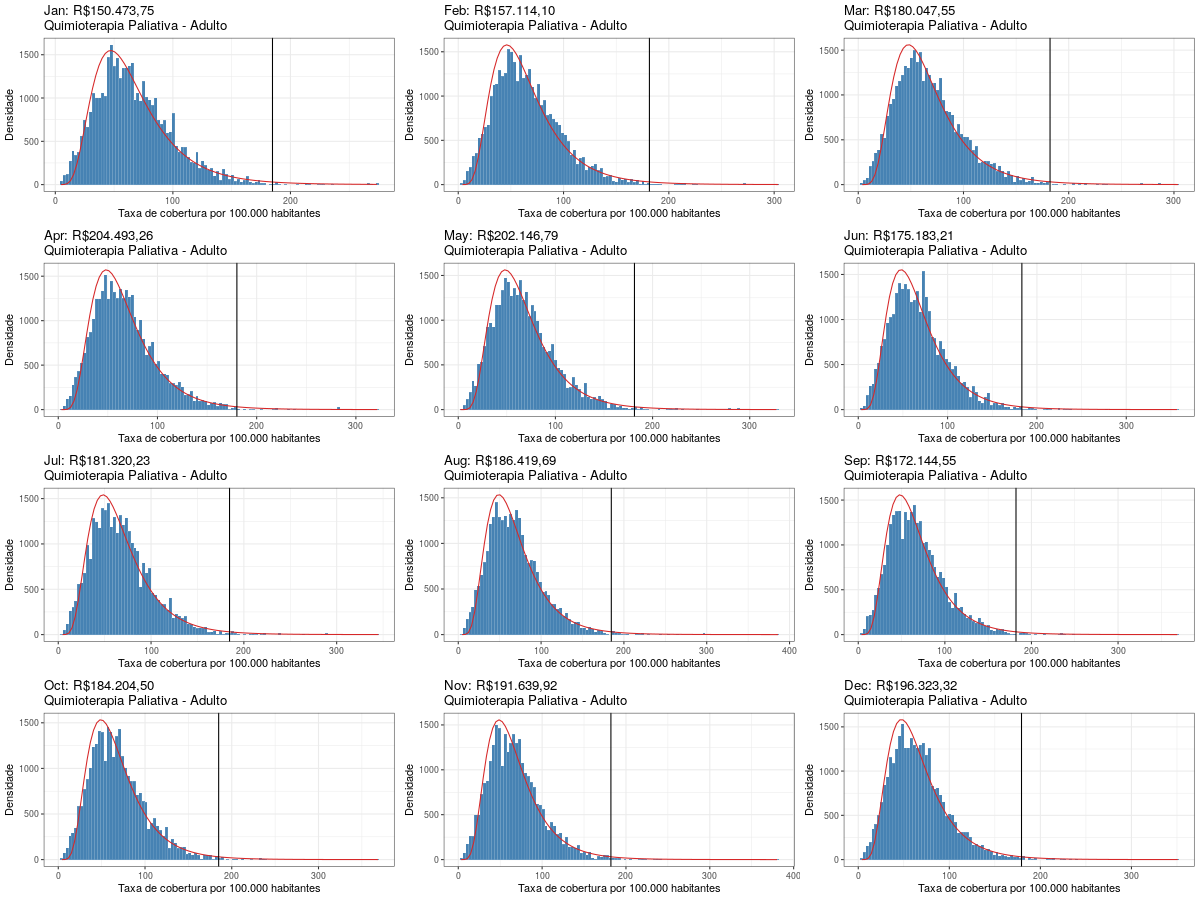 Jan: R$150.473,75
Quimioterapia Paliativa - Adulto
Densidade
1500
1000
500
0
0 100 200
Taxa de cobertura por 100.000 habitantes
Feb: R$157.114,10
Quimioterapia Paliativa - Adulto
Densidade
1500
1000
500
0
0 100 200 300
Taxa de cobertura por 100.000 habitantes
Mar: R$180.047,55
Quimioterapia Paliativa - Adulto
Densidade
1500
1000
500
0
0 100 200 300
Taxa de cobertura por 100.000 habitantes
Apr: R$204.493,26
Quimioterapia Paliativa - Adulto
Densidade
1500
1000
500
0
0 100 200 300
Taxa de cobertura por 100.000 habitantes
May: R$202.146,79
Quimioterapia Paliativa - Adulto
Densidade
1500
1000
500
0
0 100 200 300
Taxa de cobertura por 100.000 habitantes
Jun: R$175.183,21
Quimioterapia Paliativa - Adulto
Densidade
1500
1000
500
0
0 100 200 300
Taxa de cobertura por 100.000 habitantes
Jul: R$181.320,23
Quimioterapia Paliativa - Adulto
Densidade
1500
1000
500
0
0 100 200 300
Taxa de cobertura por 100.000 habitantes
Aug: R$186.419,69
Quimioterapia Paliativa - Adulto
Densidade
1500
1000
500
0
0 100 200 300 400
Taxa de cobertura por 100.000 habitantes
Sep: R$172.144,55
Quimioterapia Paliativa - Adulto
Densidade
1500
1000
500
0
0 100 200 300
Taxa de cobertura por 100.000 habitantes
Oct: R$184.204,50
Quimioterapia Paliativa - Adulto
Densidade
1500
1000
500
0
0 100 200 300
Taxa de cobertura por 100.000 habitantes
Nov: R$191.639,92
Quimioterapia Paliativa - Adulto
Densidade
1500
1000
500
0
0 100 200 300 400
Taxa de cobertura por 100.000 habitantes
Dec: R$196.323,32
Quimioterapia Paliativa - Adulto
Densidade
1500
1000
500
0
0 100 200 300
Taxa de cobertura por 100.000 habitantes